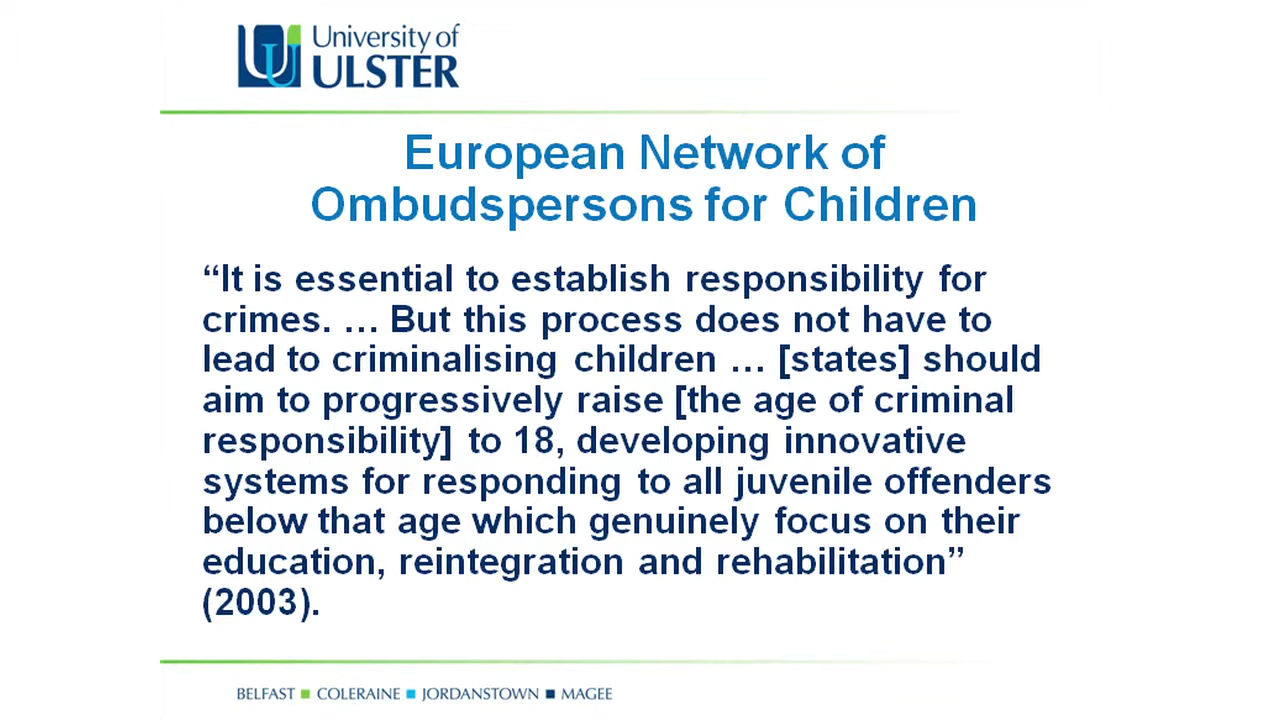 University of
ULSTER
European Network of
Ombudspersons for Children
“It is essential to establish responsibility for
crimes. … But this process does not have to
lead to criminalising children … [states] should
aim to progressively raise [the age of criminal
responsibility] to 18, developing innovative
systems for responding to all juvenile offenders
below that age which genuinely focus on their
education, reintegration and rehabilitation”
(2003).
BELFAST ■ COLERAINE ■ JORDANSTOWN ■ MAGEE